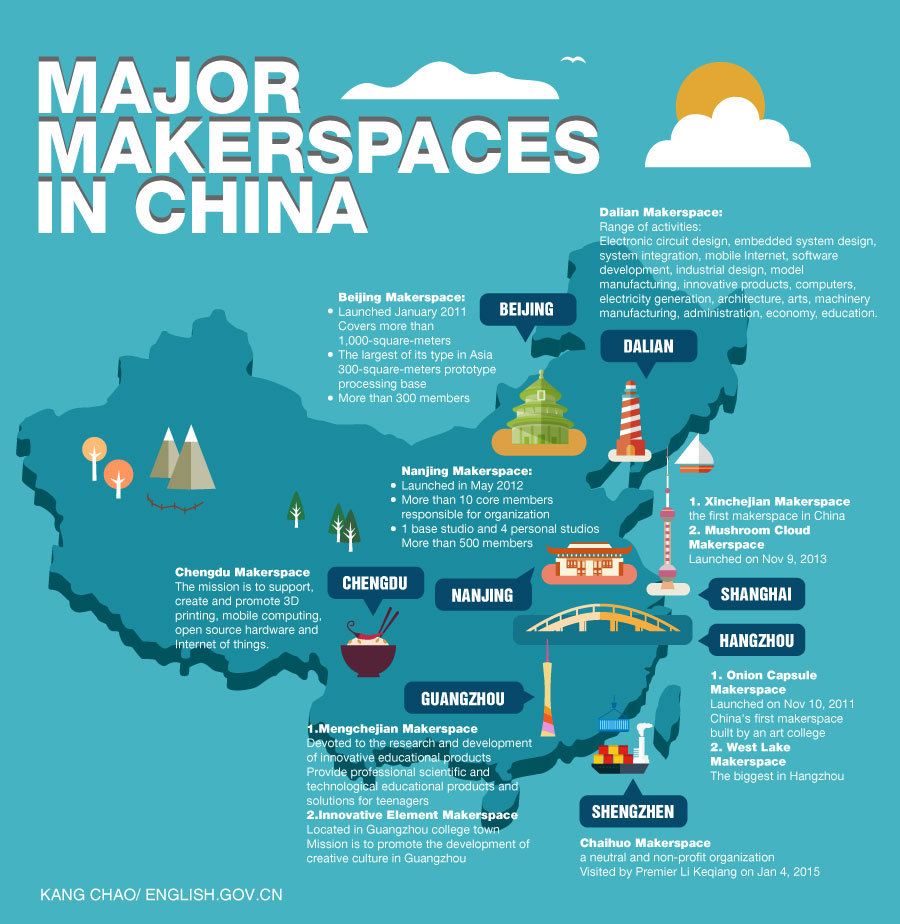 MAJOR
MAKERSPACES
IN CHINA
Dalian Makerspace:
Range of activities:
Electronic circuit design, embedded system design,
system integration, mobile Internet, software
development, industrial design, model
manufacturing, innovative products, computers,
electricity generation, architecture, arts, machinery
manufacturing, administration, economy, education.
DALIAN
Beijing Makerspace:
• Launched January 2011
Covers more than
1,000-square-meters
• The largest of its type in Asia
300-square-meters prototype
processing base
• More than 300 members
BEIJING
Nanjing Makerspace:
• Launched in May 2012
• More than 10 core members
responsible for organization
• 1 base studio and 4 personal studios
More than 500 members
NANJING
1. Xinchejian Makerspace
the first makerspace in China
2. Mushroom Cloud
Makerspace
Launched on Nov 9, 2013
SHANGHAI
Chengdu Makerspace
The mission is to support,
create and promote 3D
printing, mobile computing,
open source hardware and
Internet of things.
CHENGDU
HANGZHOU
1. Onion Capsule
Makerspace
Launched on Nov 10, 2011
China's first makerspace
built by an art college
2. West Lake
Makerspace
The biggest in Hangzhou
GUANGZHOU
1.Mengchejian Makerspace
Devoted to the research and development
of innovative educational products
Provide professional scientific and
technological educational products and
solutions for teenagers
2.Innovative Element Makerspace
Located in Guangzhou college town
Mission is to promote the development of
creative culture in Guangzhou
SHENGZHEN
Chaihuo Makerspace
a neutral and non-profit organization
Visited by Premier Li Keqiang on Jan 4, 2015
KANG CHAO/ ENGLISH.GOV.CN